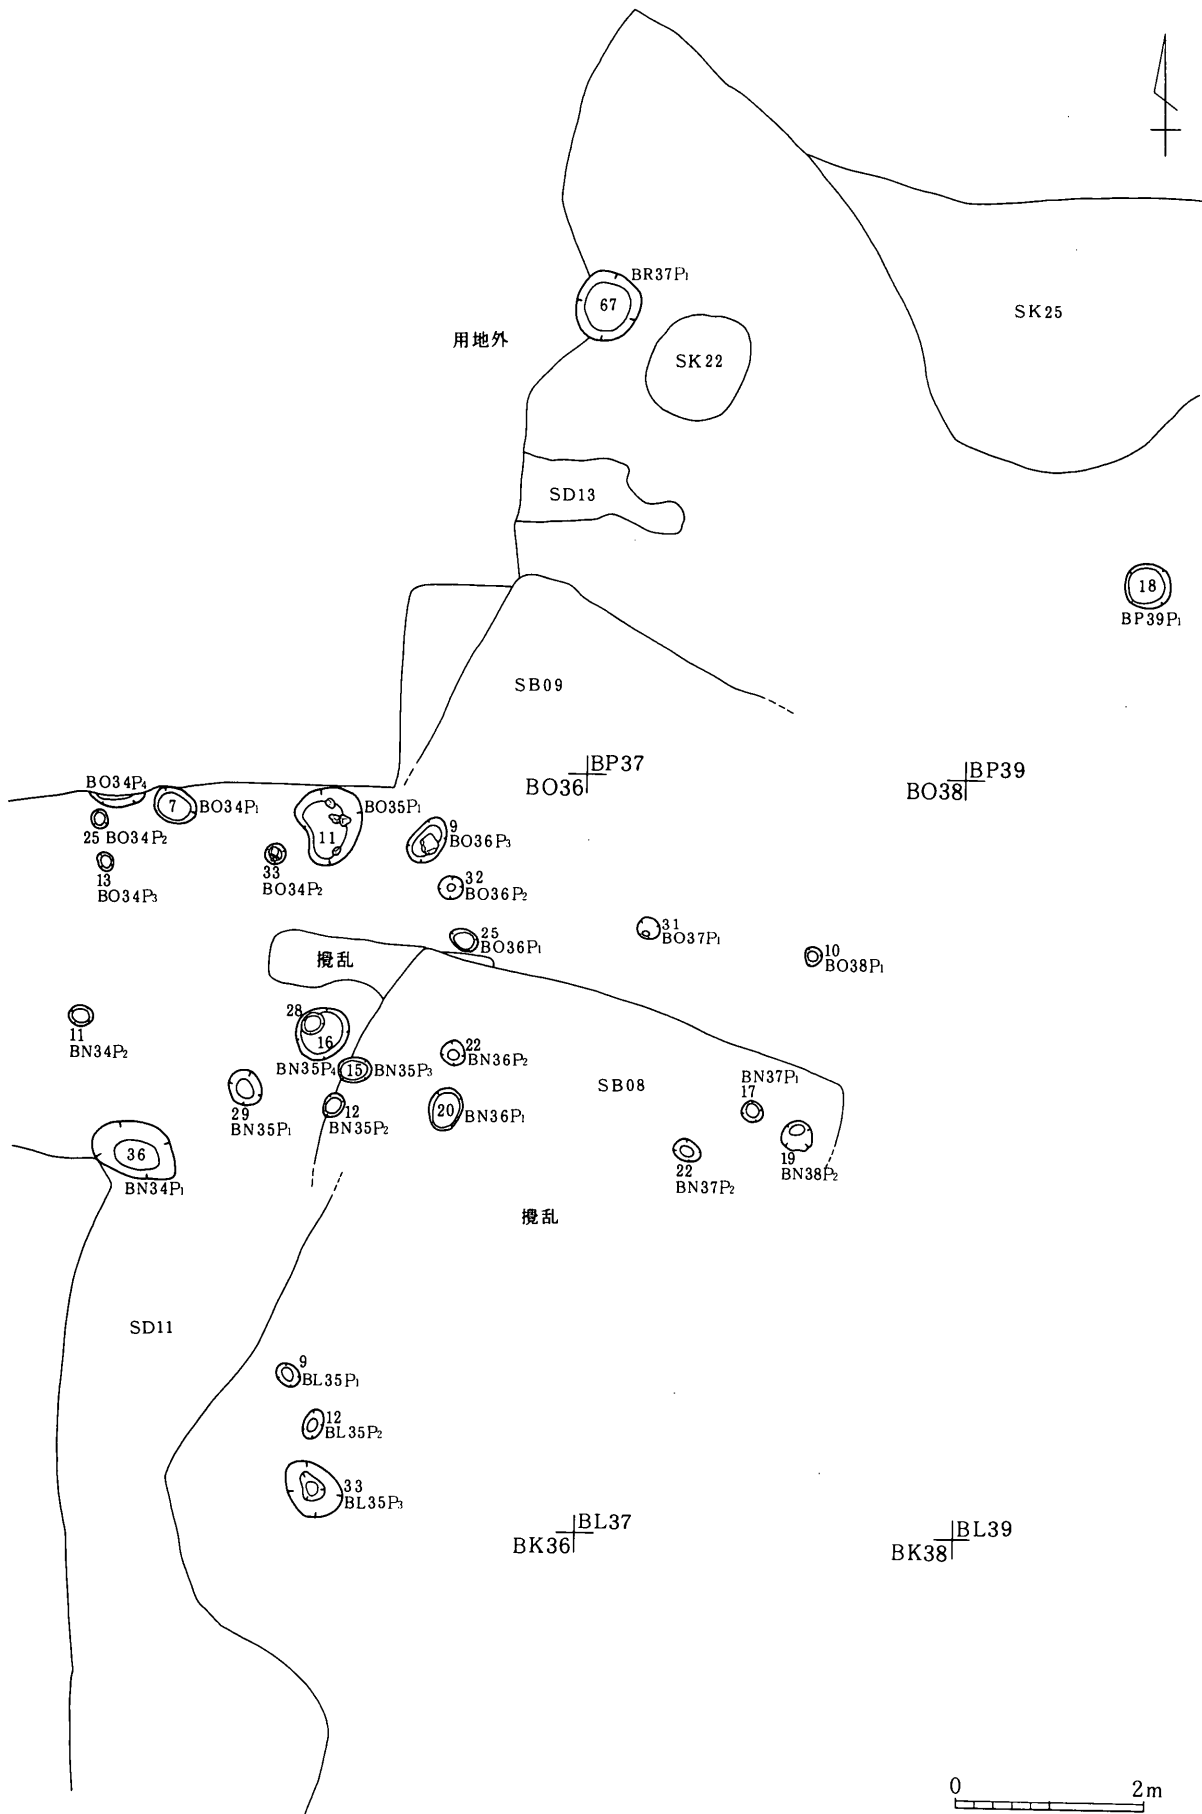 BR37P₁
67
用地外
SK25
SK22
SD13
18
BP39P₁
SB09
BP37
BO36
BP39
BO38
BO34P₄
7
BO34P₁
25 BO34P₂
13
BO34P₃
33
BO34P₂
11
BO35P₁
9
BO36P₃
32
BO36P₂
25
BO36P₁
31
BO37P₁
10
BO38P₁
攪乱
11
BN34P₂
28
16
BN35P₄
15
BN35P₃
22
BN36P₂
SB08
BN37P₁
17
29
BN35P₁
12
BN35P₂
20
BN36P₁
22
BN37P₂
19
BN38P₂
36
BN34P₁
攪乱
SD11
9
BL35P₁
12
BL35P₂
33
BL35P₃
BL37
BK36
BL39
BK38
0 2m